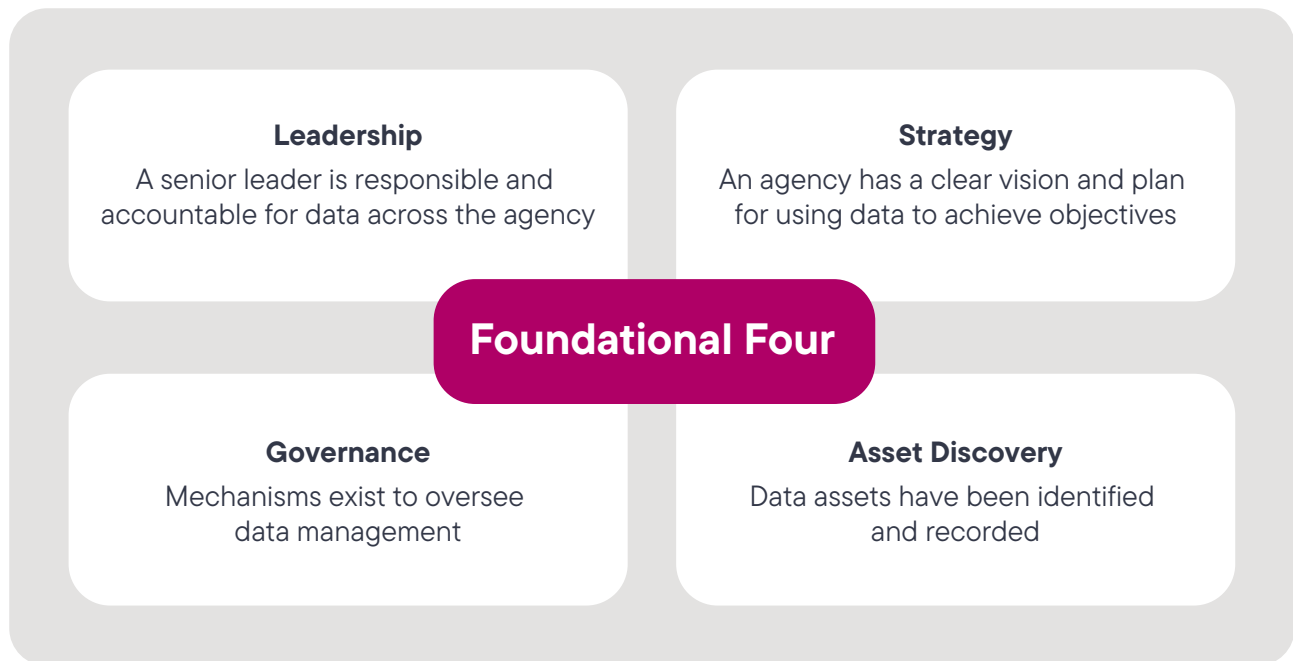 Leadership
A senior leader is responsible and
accountable for data across the agency
Strategy
An agency has a clear vision and plan
for using data to achieve objectives
Foundational Four
Governance
Mechanisms exist to oversee
data management
Asset Discovery
Data assets have been identified
and recorded